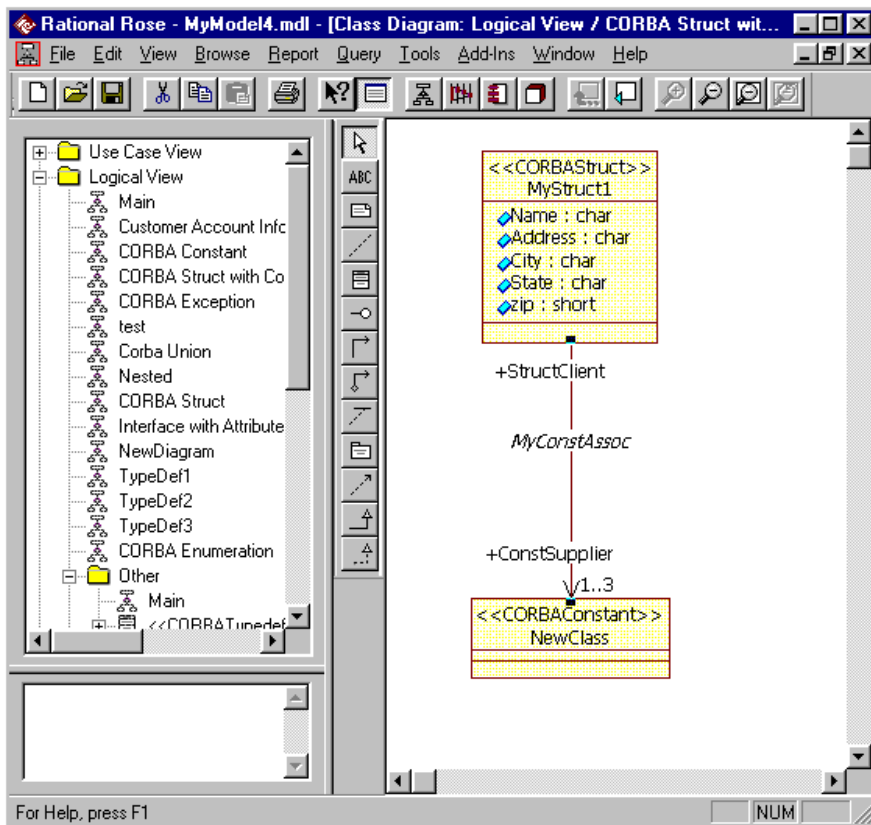 Rational Rose - MyModel4.mdl - [Class Diagram: Logical View / CORBA Struct wit...
File Edit View Browse Report Query Tools Add-Ins Window Help
Use Case View
Logical View
Main
Customer Account Info
CORBA Constant
CORBA Struct with Co
CORBA Exception
test
Corba Union
Nested
CORBA Struct
Interface with Attribute
NewDiagram
TypeDef1
TypeDef2
TypeDef3
CORBA Enumeration
Other
Main
<<CORBATypedef
ABC
<<CORBAStruct>>
MyStruct1
Name : char
Address : char
City : char
State : char
zip : short
+StructClient
MyConstAssoc
+ConstSupplier
1..3
<<CORBAConstant>>
NewClass
For Help, press F1
NUM